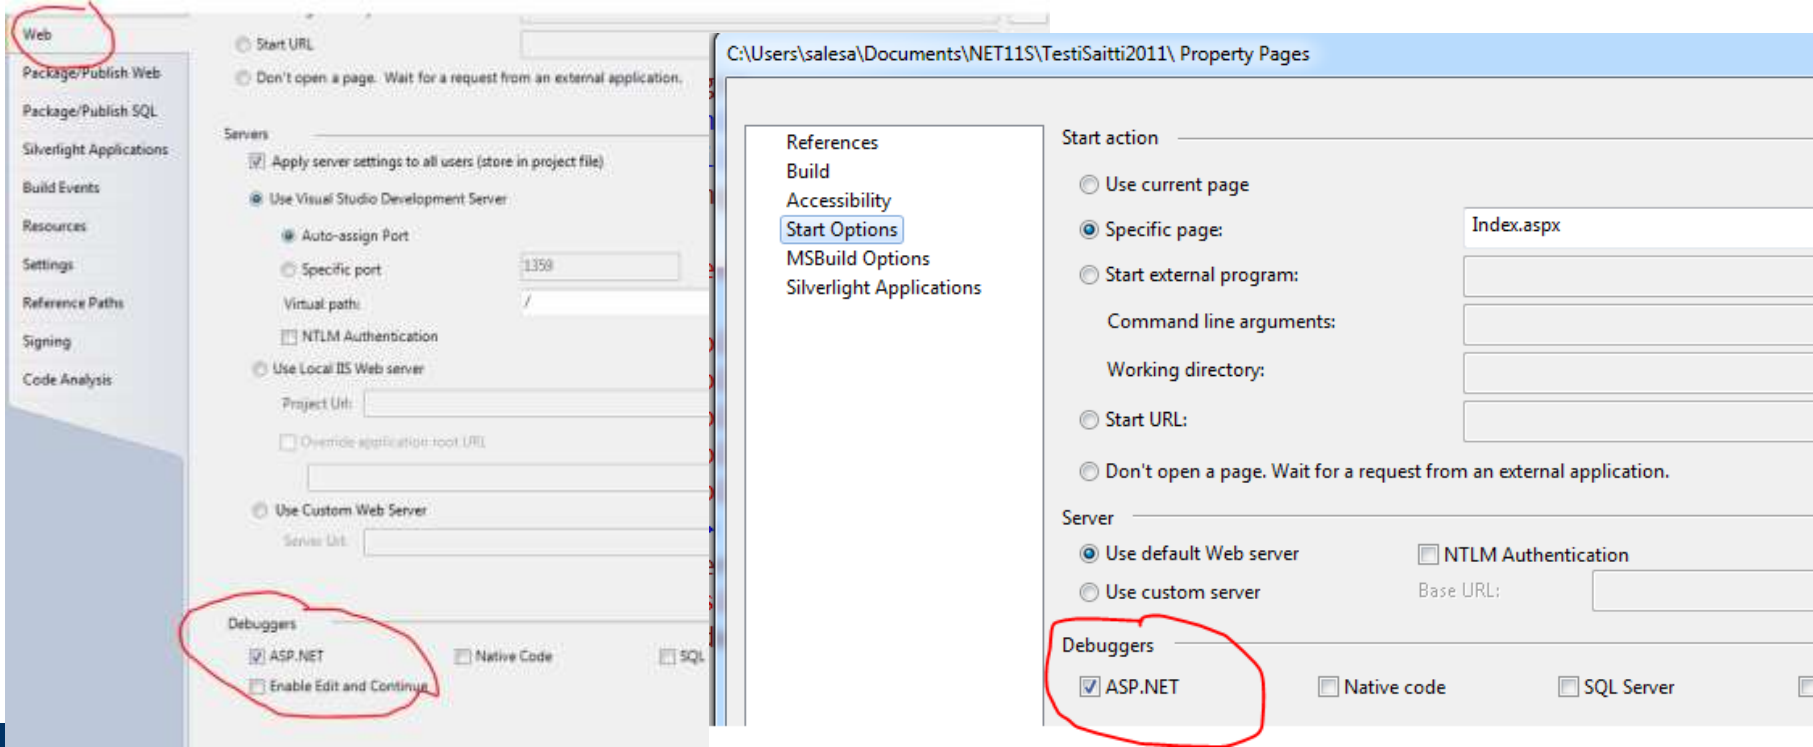 Web
Package/Publish Web
Package/Publish SQL
Silverlight Applications
Build Events
Resources
Settings
Reference Paths
Signing
Code Analysis
Start URL
Don't open a page. Wait for a request from an external application.
Servers
Apply server settings to all users (store in project file)
Use Visual Studio Development Server
Auto-assign Port
Specific port
1359
Virtual path:
/
NTLM Authentication
Use Local IIS Web server
Project Url:
Override application root URL
Use Custom Web Server
Server Url:
Debuggers
ASP.NET
Native Code
SQL
Enable Edit and Continue
C:\Users\salesa\Documents\NET11S\TestiSaitti2011\ Property Pages
References
Build
Accessibility
Start Options
MSBuild Options
Silverlight Applications
Start action
Use current page
Specific page:
Index.aspx
Start external program:
Command line arguments:
Working directory:
Start URL:
Don't open a page. Wait for a request from an external application.
Server
Use default Web server
NTLM Authentication
Use custom server
Base URL:
Debuggers
ASP.NET
Native code
SQL Server